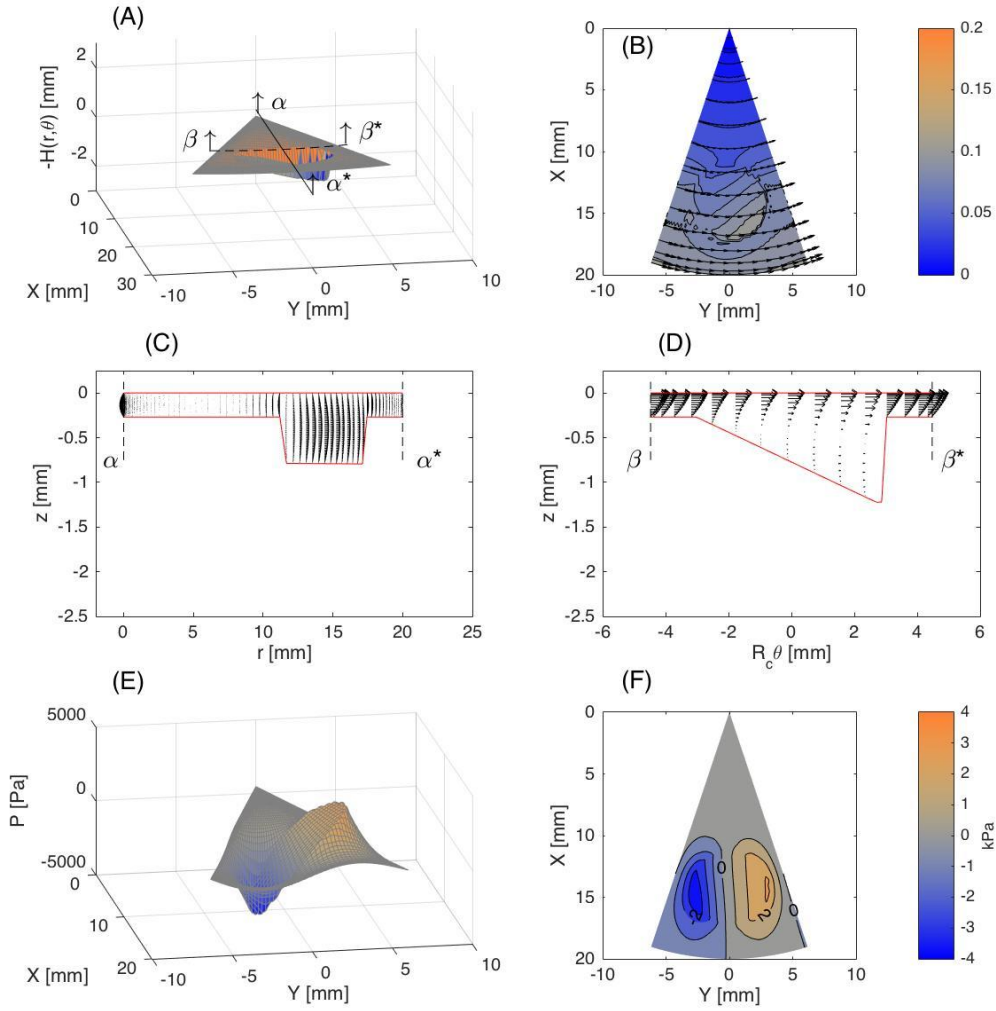 (A)
2
0
-2
0
10
20
30
-10
-5
0
5
10
-H(r,θ) [mm]
X [mm]
Y [mm]
α
β
β*
α*
(B)
0
5
10
15
20
-10
-5
0
5
10
X [mm]
Y [mm]
0.2
0.15
0.1
0.05
0
(C)
0
-0.5
-1
-1.5
-2
-2.5
0
5
10
15
20
25
z [mm]
r [mm]
α
α*
(D)
0
-0.5
-1
-1.5
-2
-2.5
-6
-4
-2
0
2
4
6
z [mm]
R_cθ [mm]
β
β*
(E)
5000
0
-5000
0
10
20
-10
-5
0
5
10
P [Pa]
X [mm]
Y [mm]
(F)
0
5
10
15
20
-10
-5
0
5
10
X [mm]
Y [mm]
0
-2
2
0
4
3
2
1
0
-1
-2
-3
-4
kPa